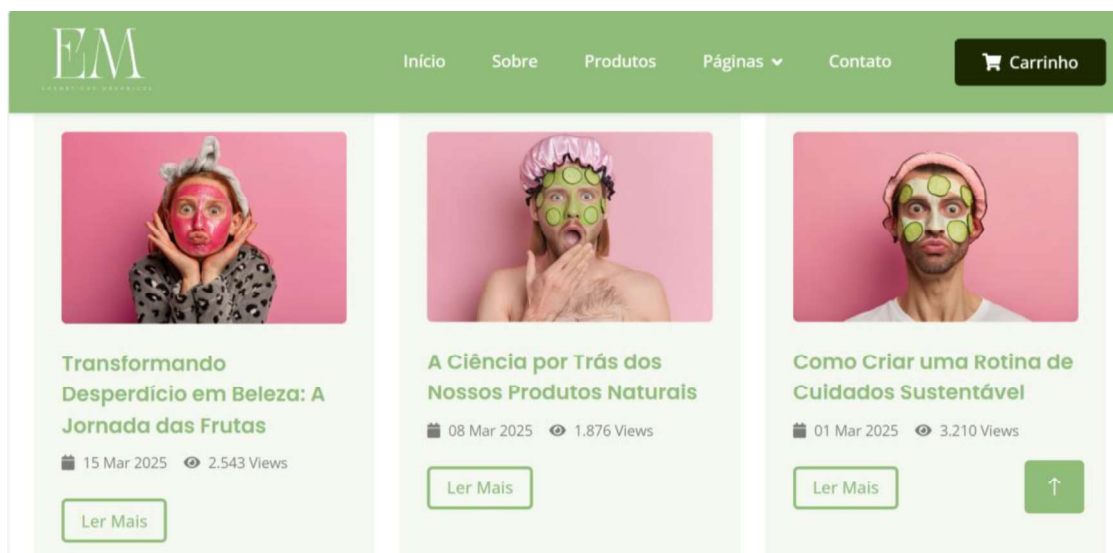 EM
Início
Sobre
Produtos
Páginas
Contato
Carrinho
Transformando
Desperdício em Beleza: A
Jornada das Frutas
15 Mar 2025 2.543 Views
Ler Mais
A Ciência por Trás dos
Nossos Produtos Naturais
08 Mar 2025 1.876 Views
Ler Mais
Como Criar uma Rotina de
Cuidados Sustentável
01 Mar 2025 3.210 Views
Ler Mais